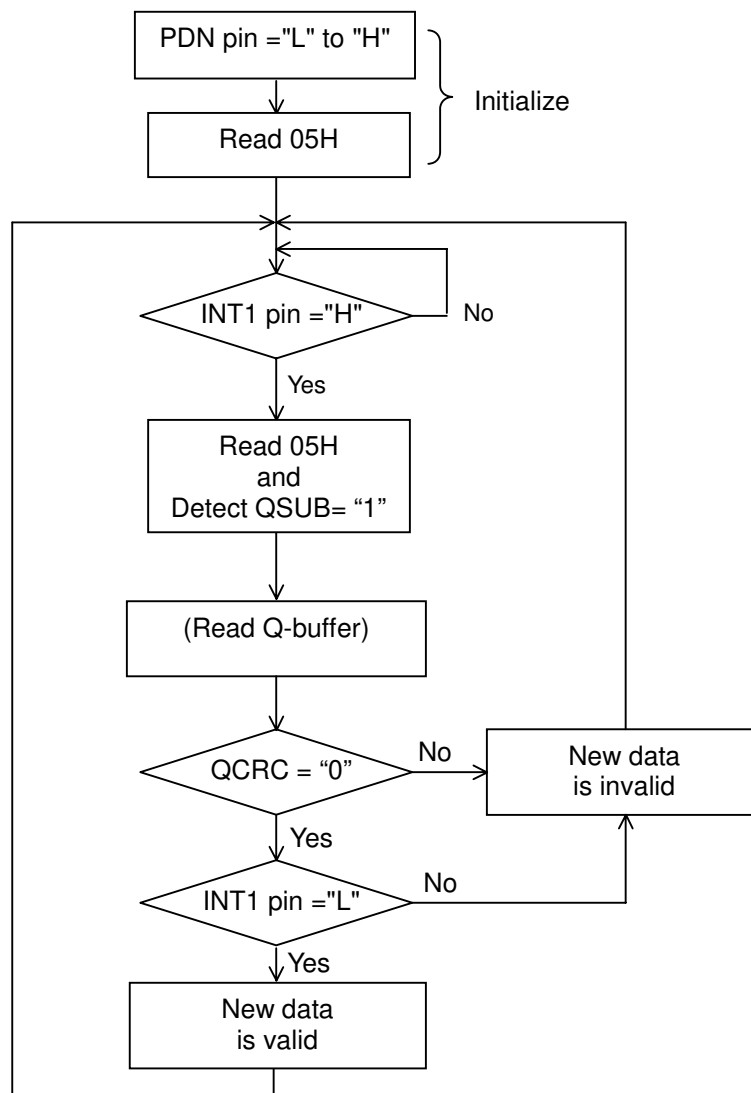 PDN pin ="L" to "H"
Initialize
Read 05H
INT1 pin ="H"
No
Yes
Read 05H
and
Detect QSUB= “1”
(Read Q-buffer)
QCRC = “0”
No
New data
is invalid
Yes
INT1 pin ="L"
No
Yes
New data
is valid